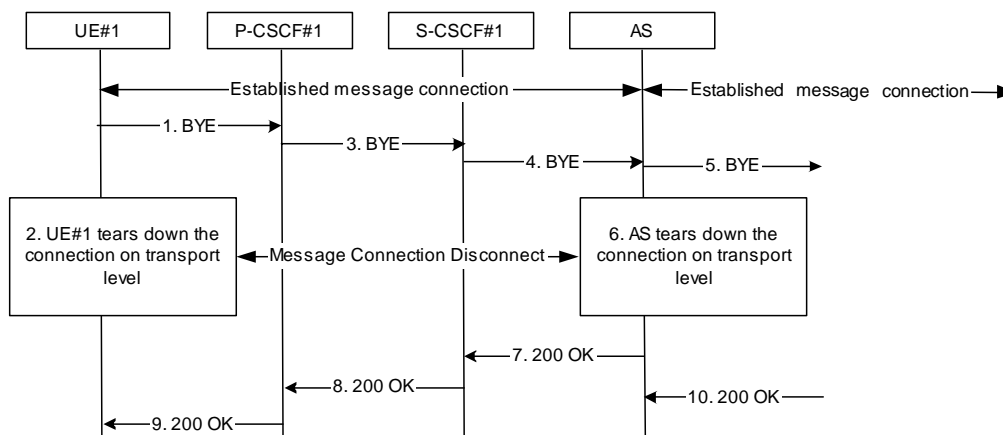 UE#1
P-CSCF#1
S-CSCF#1
AS
Established message connection
Established message connection
1. BYE
3. BYE
4. BYE
5. BYE
2. UE#1 tears down the
connection on transport
level
Message Connection Disconnect
6. AS tears down the
connection on transport
level
7. 200 OK
8. 200 OK
10. 200 OK
9. 200 OK